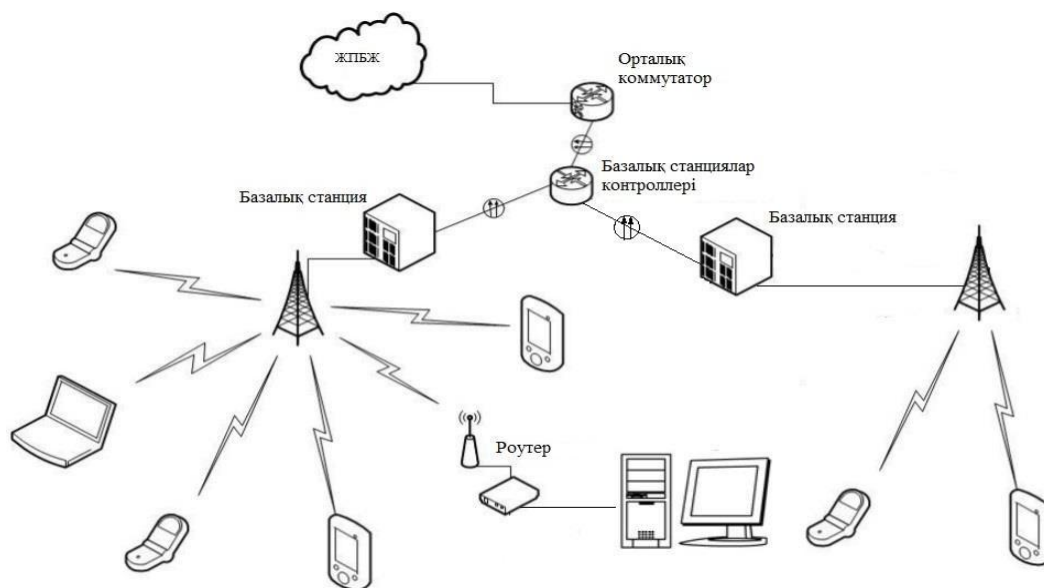 ЖПБЖ
Орталық
коммутатор
Базалық станциялар
контроллері
Базалық станция
Базалық станция
Роутер